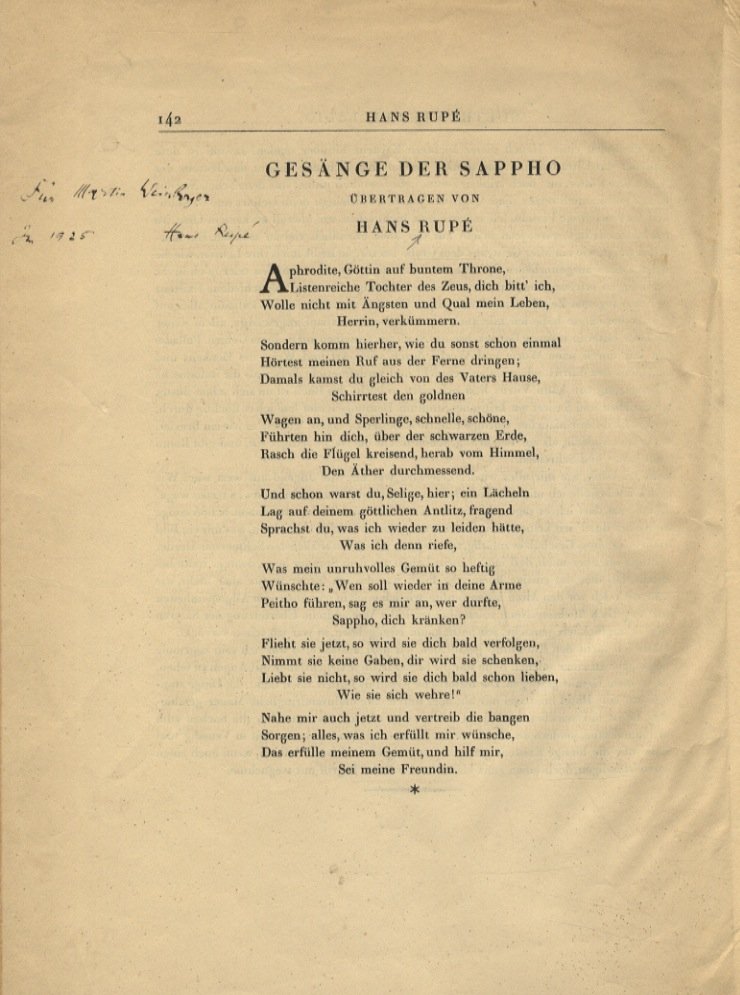 142
HANS RUPÉ
GESÄNGE DER SAPPHO
ÜBERTRAGEN VON
HANS RUPÉ
Für Martin
1925 Hans Rupé
Aphrodite, Göttin auf buntem Throne,
Listenreiche Tochter des Zeus, dich bitt' ich,
Wolle nicht mit Ängsten und Qual mein Leben,
Herrin, verkümmern.
Sondern komm hierher, wie du sonst schon einmal
Hörtest meinen Ruf aus der Ferne dringen;
Damals kamst du gleich von des Vaters Hause,
Schirrtest den goldnen
Wagen an, und Sperlinge, schnelle, schöne,
Führten hin dich, über der schwarzen Erde,
Rasch die Flügel kreisend, herab vom Himmel,
Den Äther durchmessend.
Und schon warst du, Selige, hier; ein Lächeln
Lag auf deinem göttlichen Antlitz, fragend
Sprachst du, was ich wieder zu leiden hätte,
Was ich denn riefe,
Was mein unruhvolles Gemüt so heftig
Wünschte: „Wen soll wieder in deine Arme
Peitho führen, sag es mir an, wer durfte,
Sappho, dich kränken?
Flieht sie jetzt, so wird sie dich bald verfolgen,
Nimmt sie keine Gaben, dir wird sie schenken,
Liebt sie nicht, so wird sie dich bald schon lieben,
Wie sie sich wehre!“
Nahe mir auch jetzt und vertreib die bangen
Sorgen; alles, was ich erfüllt mir wünsche,
Das erfülle meinem Gemüt, und hilf mir,
Sei meine Freundin.
*